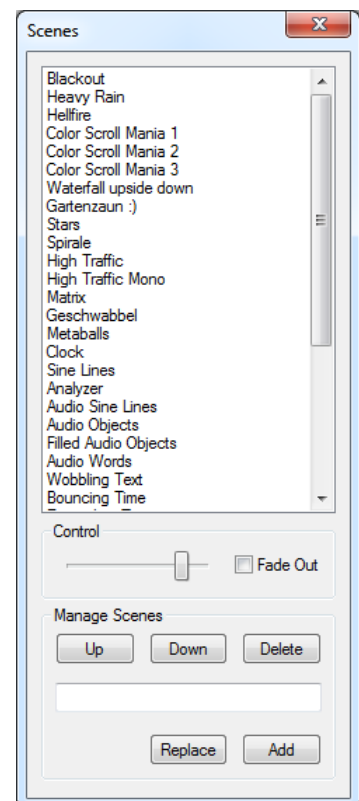 Scenes
Blackout
Heavy Rain
Hellfire
Color Scroll Mania 1
Color Scroll Mania 2
Color Scroll Mania 3
Waterfall upside down
Gartenzaun :)
Stars
Spirale
High Traffic
High Traffic Mono
Matrix
Geschwabbel
Metaballs
Clock
Sine Lines
Analyzer
Audio Sine Lines
Audio Objects
Filled Audio Objects
Audio Words
Wobbling Text
Bouncing Time
Control
Fade Out
Manage Scenes
Up Down Delete
Replace Add